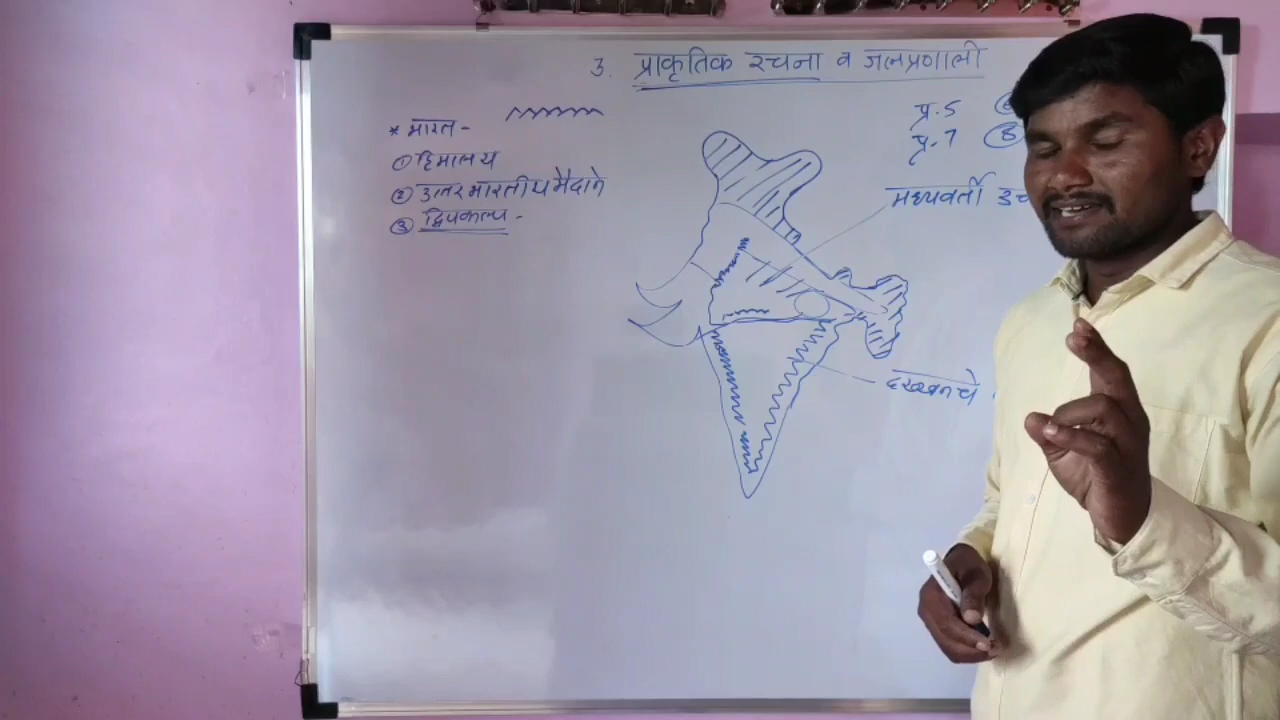 3. प्राकृतिक रचना व जलप्रणाली
* भारत -
① हिमालय
② उत्तर भारतीय मैदाने
③ द्विपकल्प -
प्र.5
प्र.7
मध्यवर्ती उच
दख्खनचे